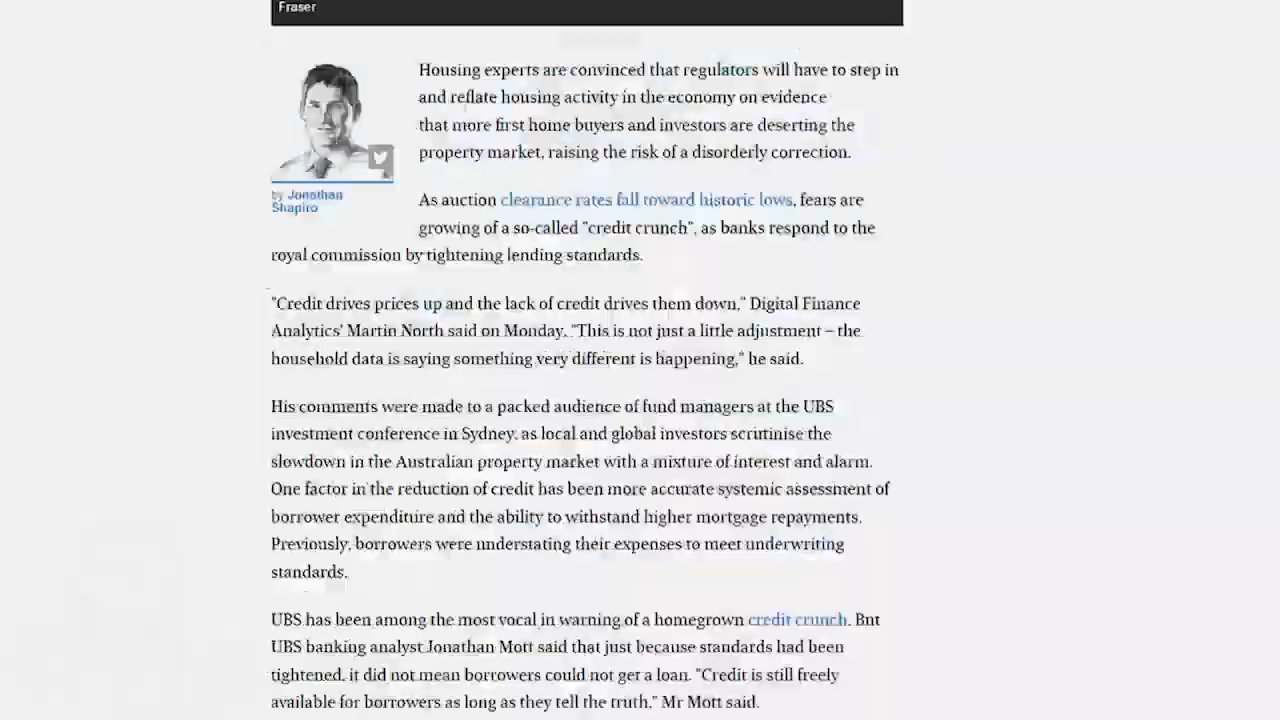 Fraser
by Jonathan
Shapiro
Housing experts are convinced that regulators will have to step in
and reflate housing activity in the economy on evidence
that more first home buyers and investors are deserting the
property market, raising the risk of a disorderly correction.
As auction clearance rates fall toward historic lows, fears are
growing of a so-called "credit crunch", as banks respond to the
royal commission by tightening lending standards.
"Credit drives prices up and the lack of credit drives them down," Digital Finance
Analytics' Martin North said on Monday. "This is not just a little adjustment – the
household data is saying something very different is happening," he said.
His comments were made to a packed audience of fund managers at the UBS
investment conference in Sydney, as local and global investors scrutinise the
slowdown in the Australian property market with a mixture of interest and alarm.
One factor in the reduction of credit has been more accurate systemic assessment of
borrower expenditure and the ability to withstand higher mortgage repayments.
Previously, borrowers were understating their expenses to meet underwriting
standards.
UBS has been among the most vocal in warning of a homegrown credit crunch. But
UBS banking analyst Jonathan Mott said that just because standards had been
tightened, it did not mean borrowers could not get a loan. "Credit is still freely
available for borrowers as long as they tell the truth," Mr Mott said.